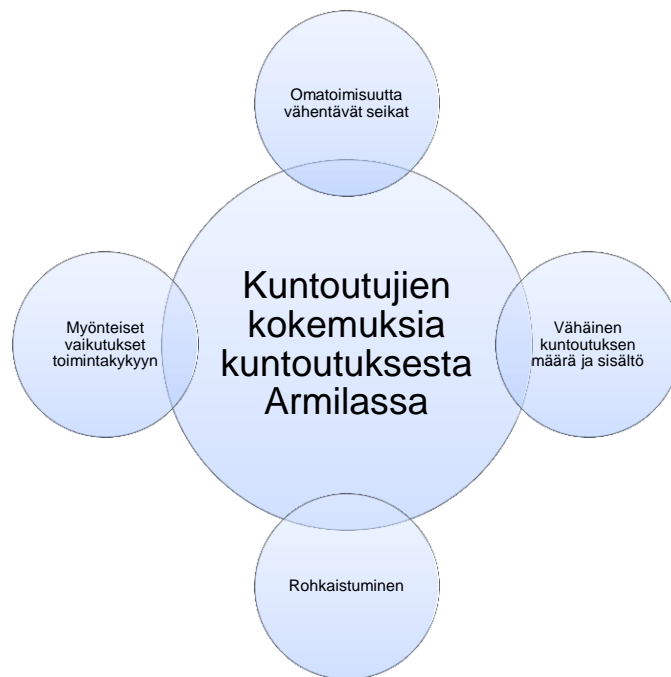 Omatoimisuutta
vähentävät seikat
Kuntoutujien
kokemuksia
kuntoutuksesta
Armilassa
Myönteiset
vaikutukset
toimintakykyyn
Vähäinen
kuntoutuksen
määrä ja sisältö
Rohkaistuminen